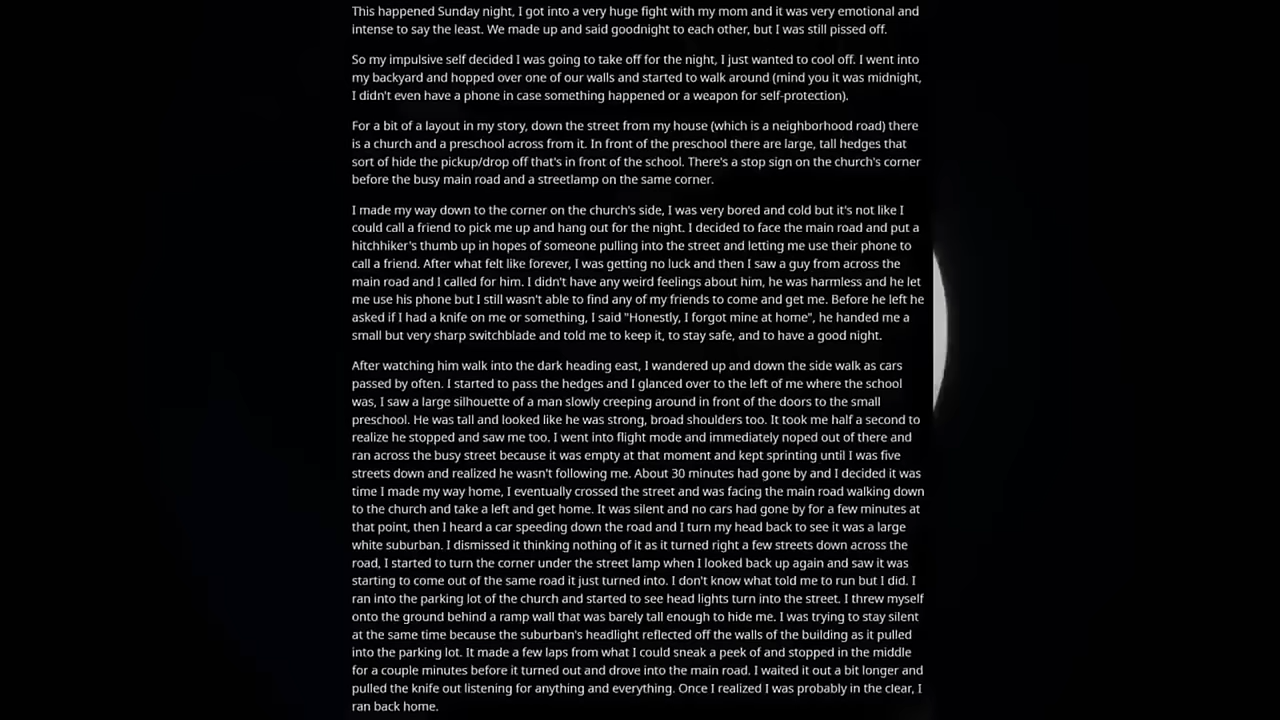 This happened Sunday night, I got into a very huge fight with my mom and it was very emotional and
intense to say the least. We made up and said goodnight to each other, but I was still pissed off.
So my impulsive self decided I was going to take off for the night, I just wanted to cool off. I went into
my backyard and hopped over one of our walls and started to walk around (mind you it was midnight,
I didn't even have a phone in case something happened or a weapon for self-protection).
For a bit of a layout in my story, down the street from my house (which is a neighborhood road) there
is a church and a preschool across from it. In front of the preschool there are large, tall hedges that
sort of hide the pickup/drop off that's in front of the school. There's a stop sign on the church's corner
before the busy main road and a streetlamp on the same corner.
I made my way down to the corner on the church's side, I was very bored and cold but it's not like I
could call a friend to pick me up and hang out for the night. I decided to face the main road and put a
hitchhiker's thumb up in hopes of someone pulling into the street and letting me use their phone to
call a friend. After what felt like forever, I was getting no luck and then I saw a guy from across the
main road and I called for him. I didn't have any weird feelings about him, he was harmless and he let
me use his phone but I still wasn't able to find any of my friends to come and get me. Before he left he
asked if I had a knife on me or something, I said "Honestly, I forgot mine at home", he handed me a
small but very sharp switchblade and told me to keep it, to stay safe, and to have a good night.
After watching him walk into the dark heading east, I wandered up and down the side walk as cars
passed by often. I started to pass the hedges and I glanced over to the left of me where the school
was, I saw a large silhouette of a man slowly creeping around in front of the doors to the small
preschool. He was tall and looked like he was strong, broad shoulders too. It took me half a second to
realize he stopped and saw me too. I went into flight mode and immediately noped out of there and
ran across the busy street because it was empty at that moment and kept sprinting until I was five
streets down and realized he wasn't following me. About 30 minutes had gone by and I decided it was
time I made my way home, I eventually crossed the street and was facing the main road walking down
to the church and take a left and get home. It was silent and no cars had gone by for a few minutes at
that point, then I heard a car speeding down the road and I turn my head back to see it was a large
white suburban. I dismissed it thinking nothing of it as it turned right a few streets down across the
road, I started to turn the corner under the street lamp when I looked back up again and saw it was
starting to come out of the same road it just turned into. I don't know what told me to run but I did. I
ran into the parking lot of the church and started to see head lights turn into the street. I threw myself
onto the ground behind a ramp wall that was barely tall enough to hide me. I was trying to stay silent
at the same time because the suburban's headlight reflected off the walls of the building as it pulled
into the parking lot. It made a few laps from what I could sneak a peek of and stopped in the middle
for a couple minutes before it turned out and drove into the main road. I waited it out a bit longer and
pulled the knife out listening for anything and everything. Once I realized I was probably in the clear, I
ran back home.